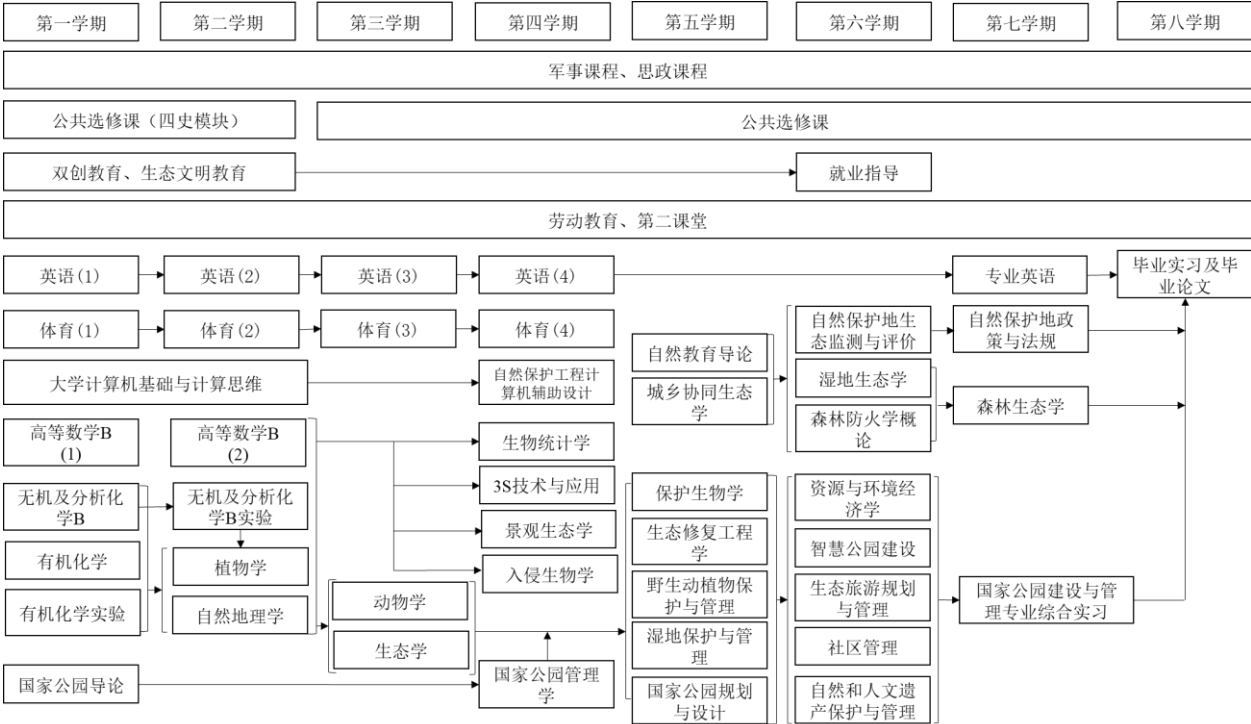 第一学期
第二学期
第三学期
第四学期
第五学期
第六学期
第七学期
第八学期
军事课程、思政课程
公共选修课（四史模块）
公共选修课
双创教育、生态文明教育
就业指导
劳动教育、第二课堂
英语(1)
英语(2)
英语(3)
英语(4)
专业英语
毕业实习及毕
业论文
体育(1)
体育(2)
体育(3)
体育(4)
自然教育导论
自然保护地生
态监测与评价
自然保护地政
策与法规
大学计算机基础与计算思维
自然保护工程计
算机辅助设计
城乡协同生态
学
湿地生态学
森林防火学概
论
森林生态学
高等数学B
(1)
高等数学B
(2)
生物统计学
3S技术与应用
景观生态学
入侵生物学
无机及分析化
学B
无机及分析化
学B实验
有机化学
植物学
有机化学实验
自然地理学
动物学
生态学
国家公园导论
国家公园管理
学
保护生物学
生态修复工程
学
野生动植物保
护与管理
湿地保护与管
理
国家公园规划
与设计
资源与环境经
济学
智慧公园建设
生态旅游规划
与管理
社区管理
自然和人文遗
产保护与管理
国家公园建设与管
理专业综合实习